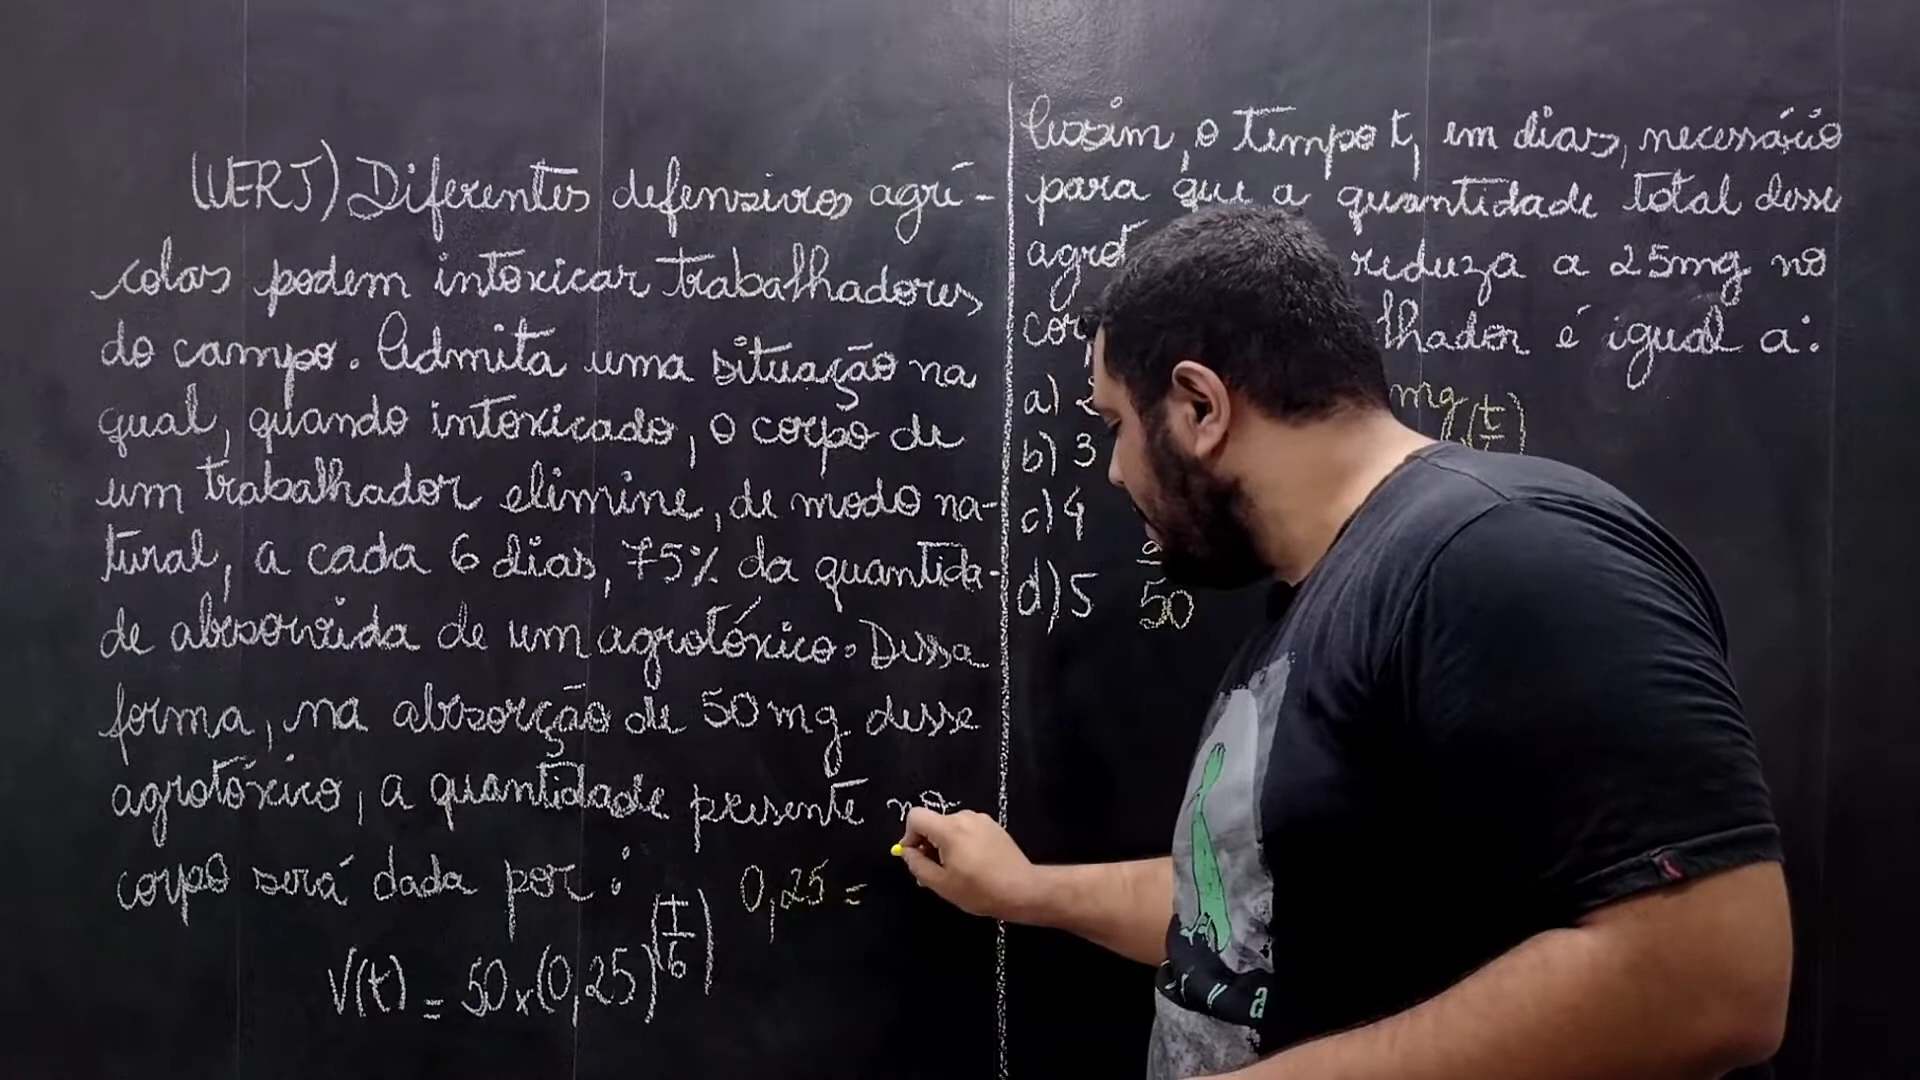 (UERJ) Diferentes defensivos agrí-
colas podem intoxicar trabalhadores
do campo. Admita uma situação na
qual, quando intoxicado, o corpo de
um trabalhador elimine, de modo na-
tural, a cada 6 dias, 75% da quantida-
de absorvida de um agrotóxico. Dessa
forma, na absorção de 50 mg desse
agrotóxico, a quantidade presente no
corpo será dada por:
V(t) = 50 x (0,25)^(t/6)
0,25 =
Assim, o tempo t, em dias, necessário
para que a quantidade total desse
reduza a 25mg no
é igual a:
a)
b) 3
c) 4
d) 5
mg
50